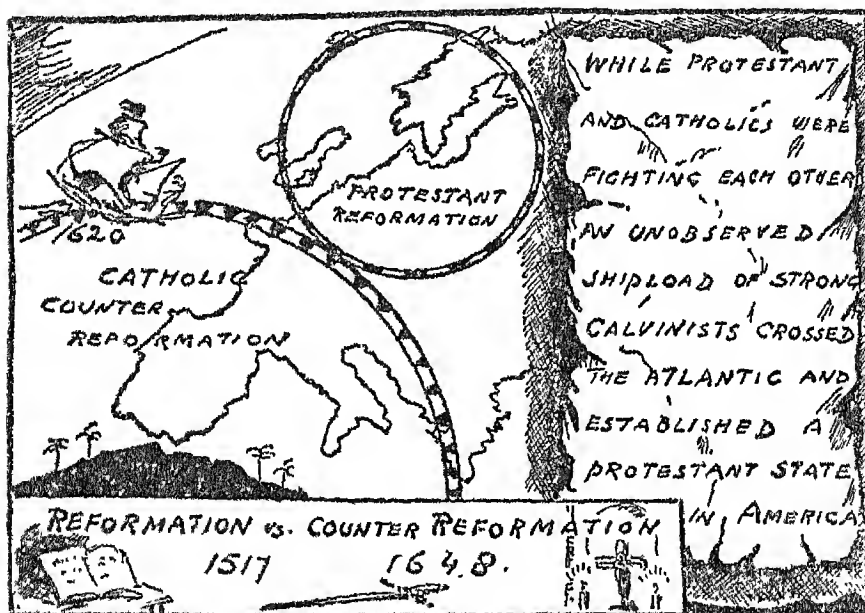 PROTESTANT
REFORMATION
1620
CATHOLIC
COUNTER
REFORMATION
WHILE PROTESTANT
AND CATHOLICS WERE
FIGHTING EACH OTHER
AN UNOBSERVED
SHIPLOAD OF STRONG
CALVINISTS CROSSED
THE ATLANTIC AND
ESTABLISHED A
PROTESTANT STATE
IN AMERICA
REFORMATION VS. COUNTER REFORMATION
1517 1648.